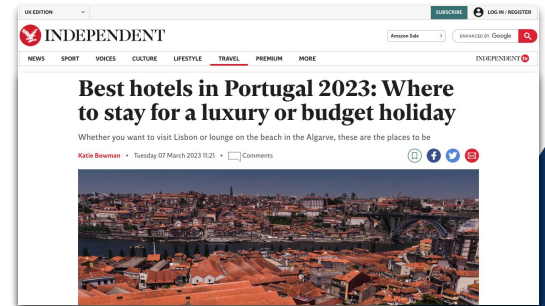 UK EDITION
SUBSCRIBE
LOG IN / REGISTER
INDEPENDENT
Amazon Sale
ENHANCED BY Google
NEWS SPORT VOICES CULTURE LIFESTYLE TRAVEL PREMIUM MORE
INDEPENDENT tv
Best hotels in Portugal 2023: Where
to stay for a luxury or budget holiday
Whether you want to visit Lisbon or lounge on the beach in the Algarve, these are the places to be
Katie Bowman • Tuesday 07 March 2023 11:21 • Comments